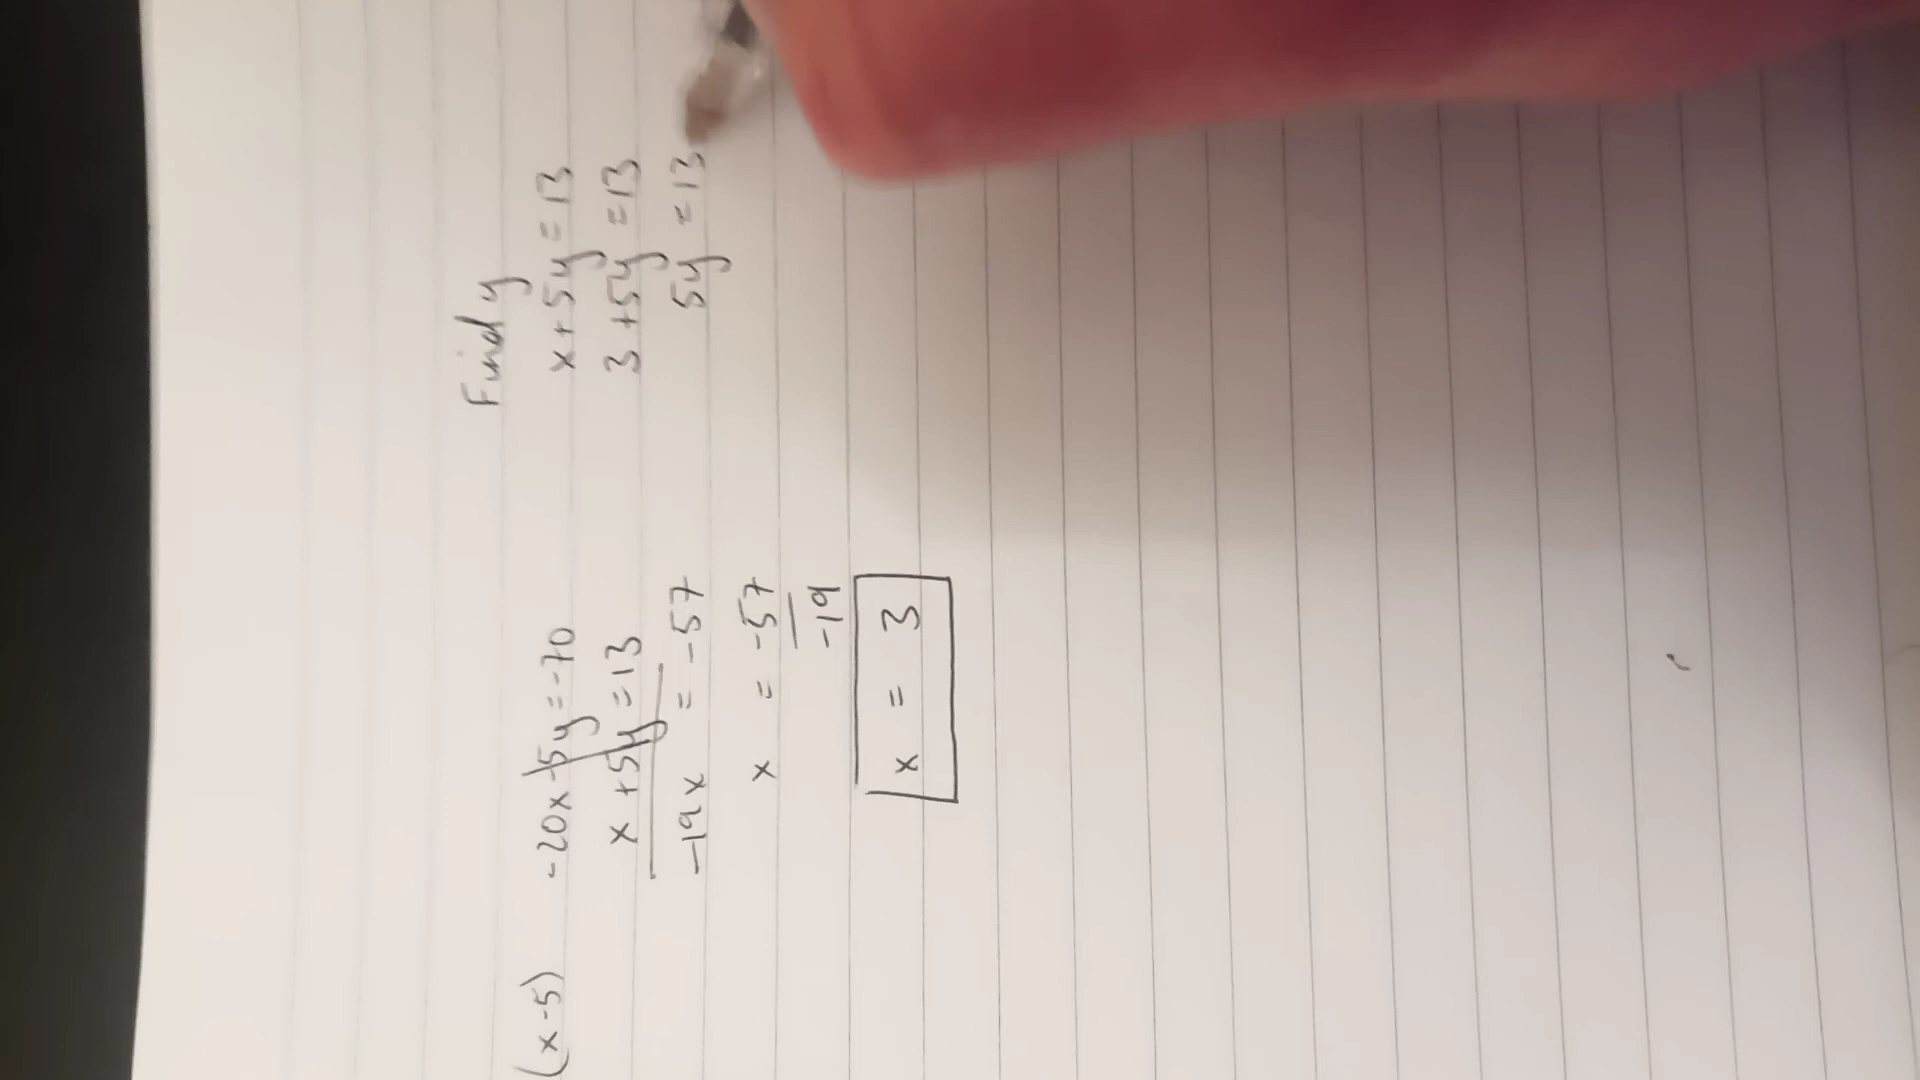 (x-5) -20x-5y=-70
x+5y=13
-19x = -57
x = -57
-19
x = 3
Find y
x+5y=13
3+5y=13
5y=13